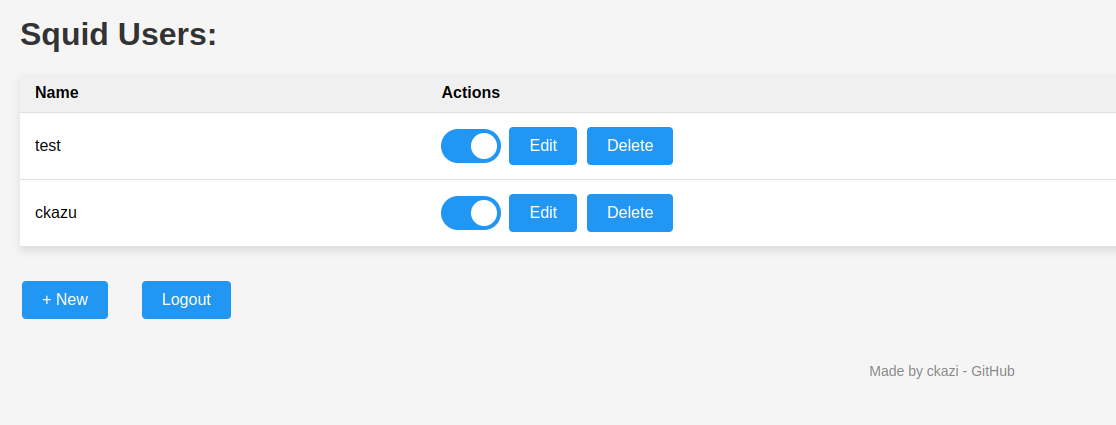 Squid Users:
Name Actions
test Edit Delete
ckazu Edit Delete
+ New Logout
Made by ckazi - GitHub